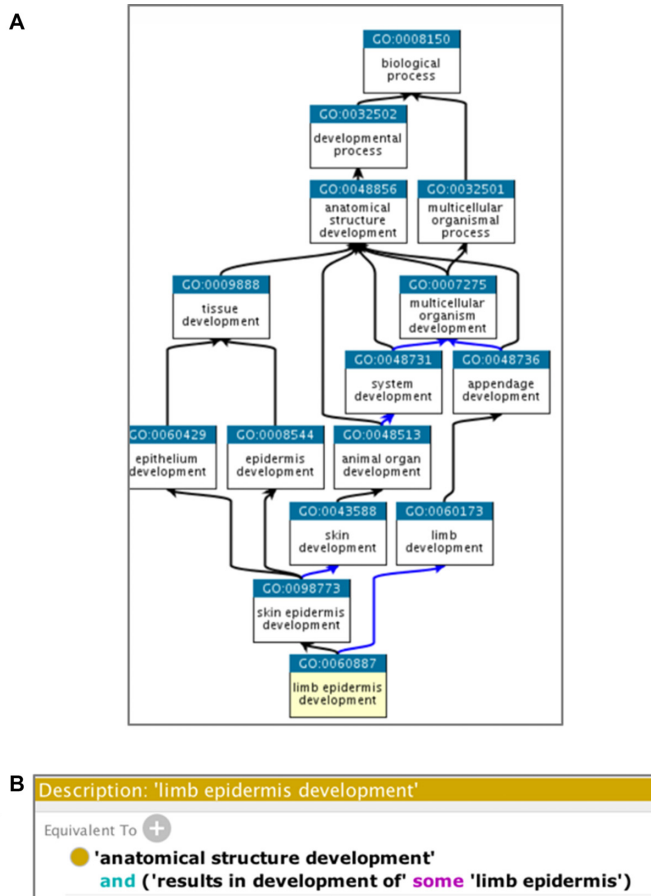 A
GO:0008150
biological
process
GO:0032502
developmental
process
GO:0048856
anatomical
structure
development
GO:0032501
multicellular
organismal
process
GO:0009888
tissue
development
GO:0007275
multicellular
organism
development
GO:0048731
system
development
GO:0048736
appendage
development
GO:0060429
epithelium
development
GO:0008544
epidermis
development
GO:0048513
animal organ
development
GO:0043588
skin
development
GO:0060173
limb
development
GO:0098773
skin epidermis
development
GO:0060887
limb epidermis
development
B
Description: 'limb epidermis development'
Equivalent To +
'anatomical structure development'
and ('results in development of' some 'limb epidermis')